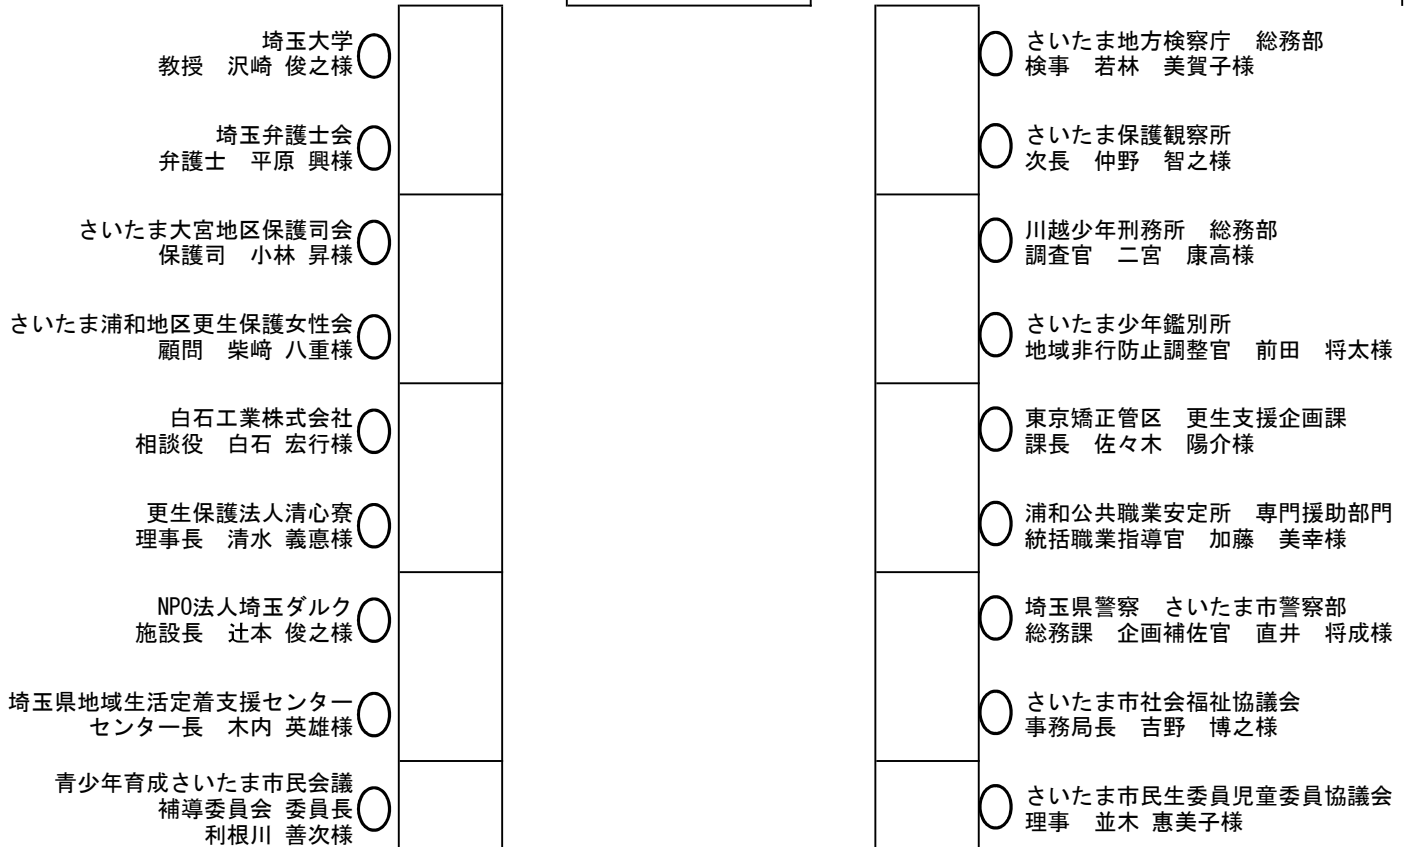 埼玉大学
教授　沢崎 俊之様
埼玉弁護士会
弁護士　平原 興様
さいたま大宮地区保護司会
保護司　小林 昇様
さいたま浦和地区更生保護女性会
顧問　柴﨑 八重様
白石工業株式会社
相談役　白石 宏行様
更生保護法人清心寮
理事長　清水 義悳様
NPO法人埼玉ダルク
施設長　辻本 俊之様
埼玉県地域生活定着支援センター
センター長　木内 英雄様
青少年育成さいたま市民会議
補導委員会 委員長
利根川 善次様
さいたま地方検察庁　総務部
検事　若林　美賀子様
さいたま保護観察所
次長　仲野　智之様
川越少年刑務所　総務部
調査官　二宮　康高様
さいたま少年鑑別所
地域非行防止調整官　前田　将太様
東京矯正管区　更生支援企画課
課長　佐々木　陽介様
浦和公共職業安定所　専門援助部門
統括職業指導官　加藤　美幸様
埼玉県警察　さいたま市警察部
総務課　企画補佐官　直井　将成様
さいたま市社会福祉協議会
事務局長　吉野　博之様
さいたま市民生委員児童委員協議会
理事　並木 惠美子様